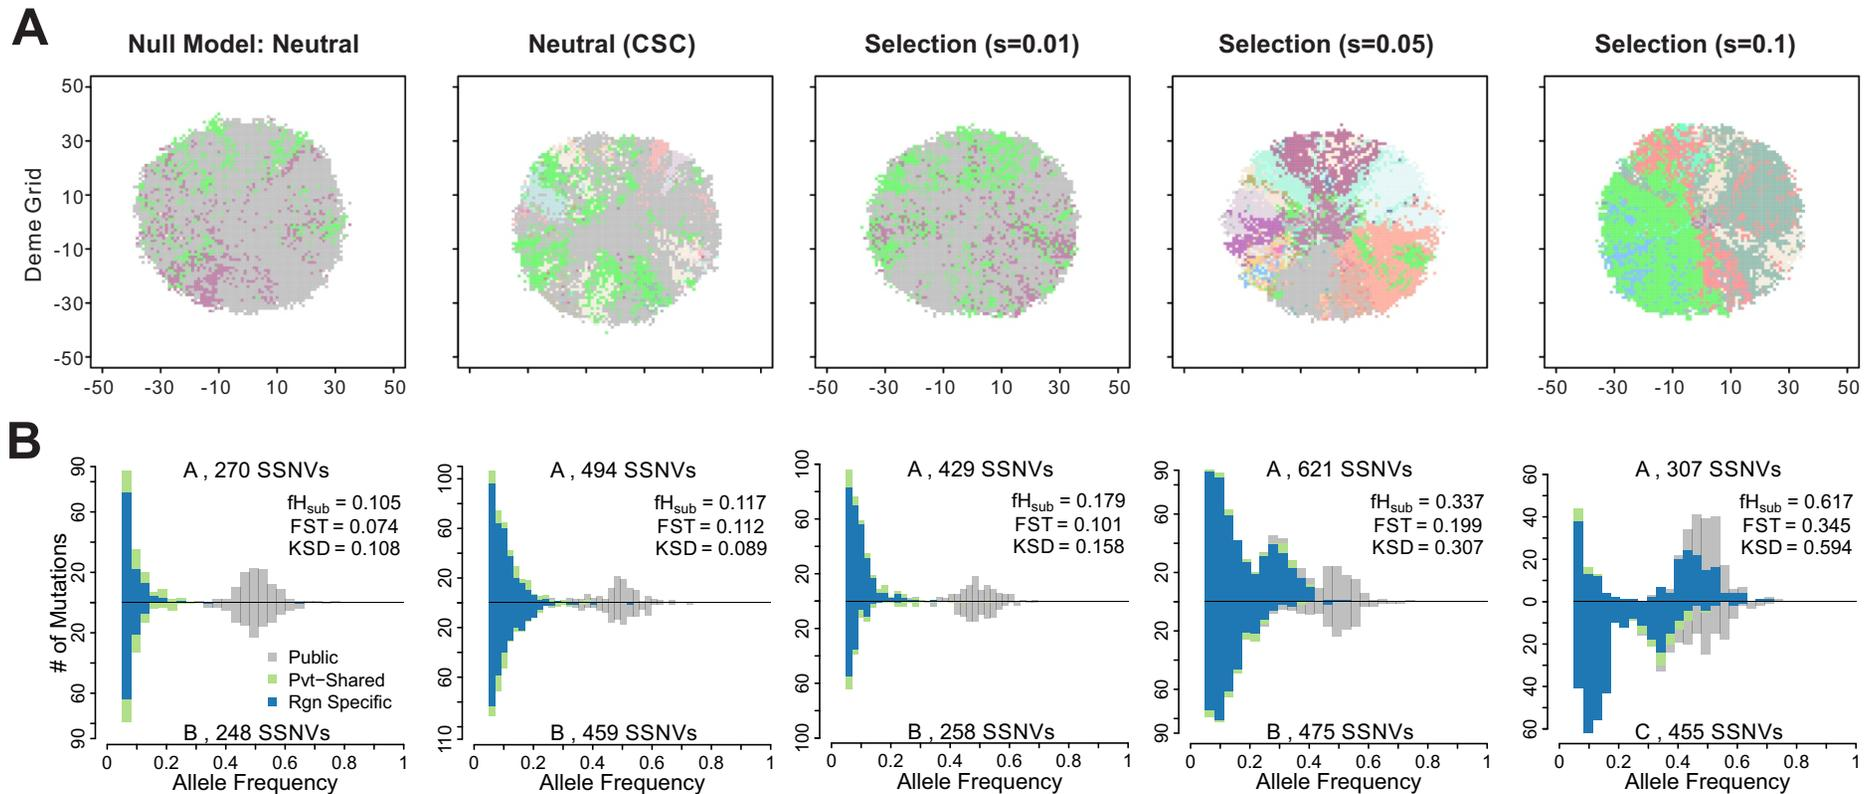 A
Null Model: Neutral
Neutral (CSC)
Selection (s=0.01)
Selection (s=0.05)
Selection (s=0.1)
Deme Grid
50
30
10
-10
-30
-50
-50 -30 -10 10 30 50
-50 -30 -10 10 30 50
-50 -30 -10 10 30 50
B
# of Mutations
90
60
20
20
60
90
A , 270 SSNVs
fHsub = 0.105
FST = 0.074
KSD = 0.108
Public
Pvt−Shared
Rgn Specific
B , 248 SSNVs
0 0.2 0.4 0.6 0.8 1
Allele Frequency
100
60
20
20
60
110
A , 494 SSNVs
fHsub = 0.117
FST = 0.112
KSD = 0.089
B , 459 SSNVs
0 0.2 0.4 0.6 0.8 1
Allele Frequency
100
60
20
20
60
100
A , 429 SSNVs
fHsub = 0.179
FST = 0.101
KSD = 0.158
B , 258 SSNVs
0 0.2 0.4 0.6 0.8 1
Allele Frequency
90
60
20
20
60
90
A , 621 SSNVs
fHsub = 0.337
FST = 0.199
KSD = 0.307
B , 475 SSNVs
0 0.2 0.4 0.6 0.8 1
Allele Frequency
60
40
20
0
20
40
60
A , 307 SSNVs
fHsub = 0.617
FST = 0.345
KSD = 0.594
C , 455 SSNVs
0 0.2 0.4 0.6 0.8 1
Allele Frequency